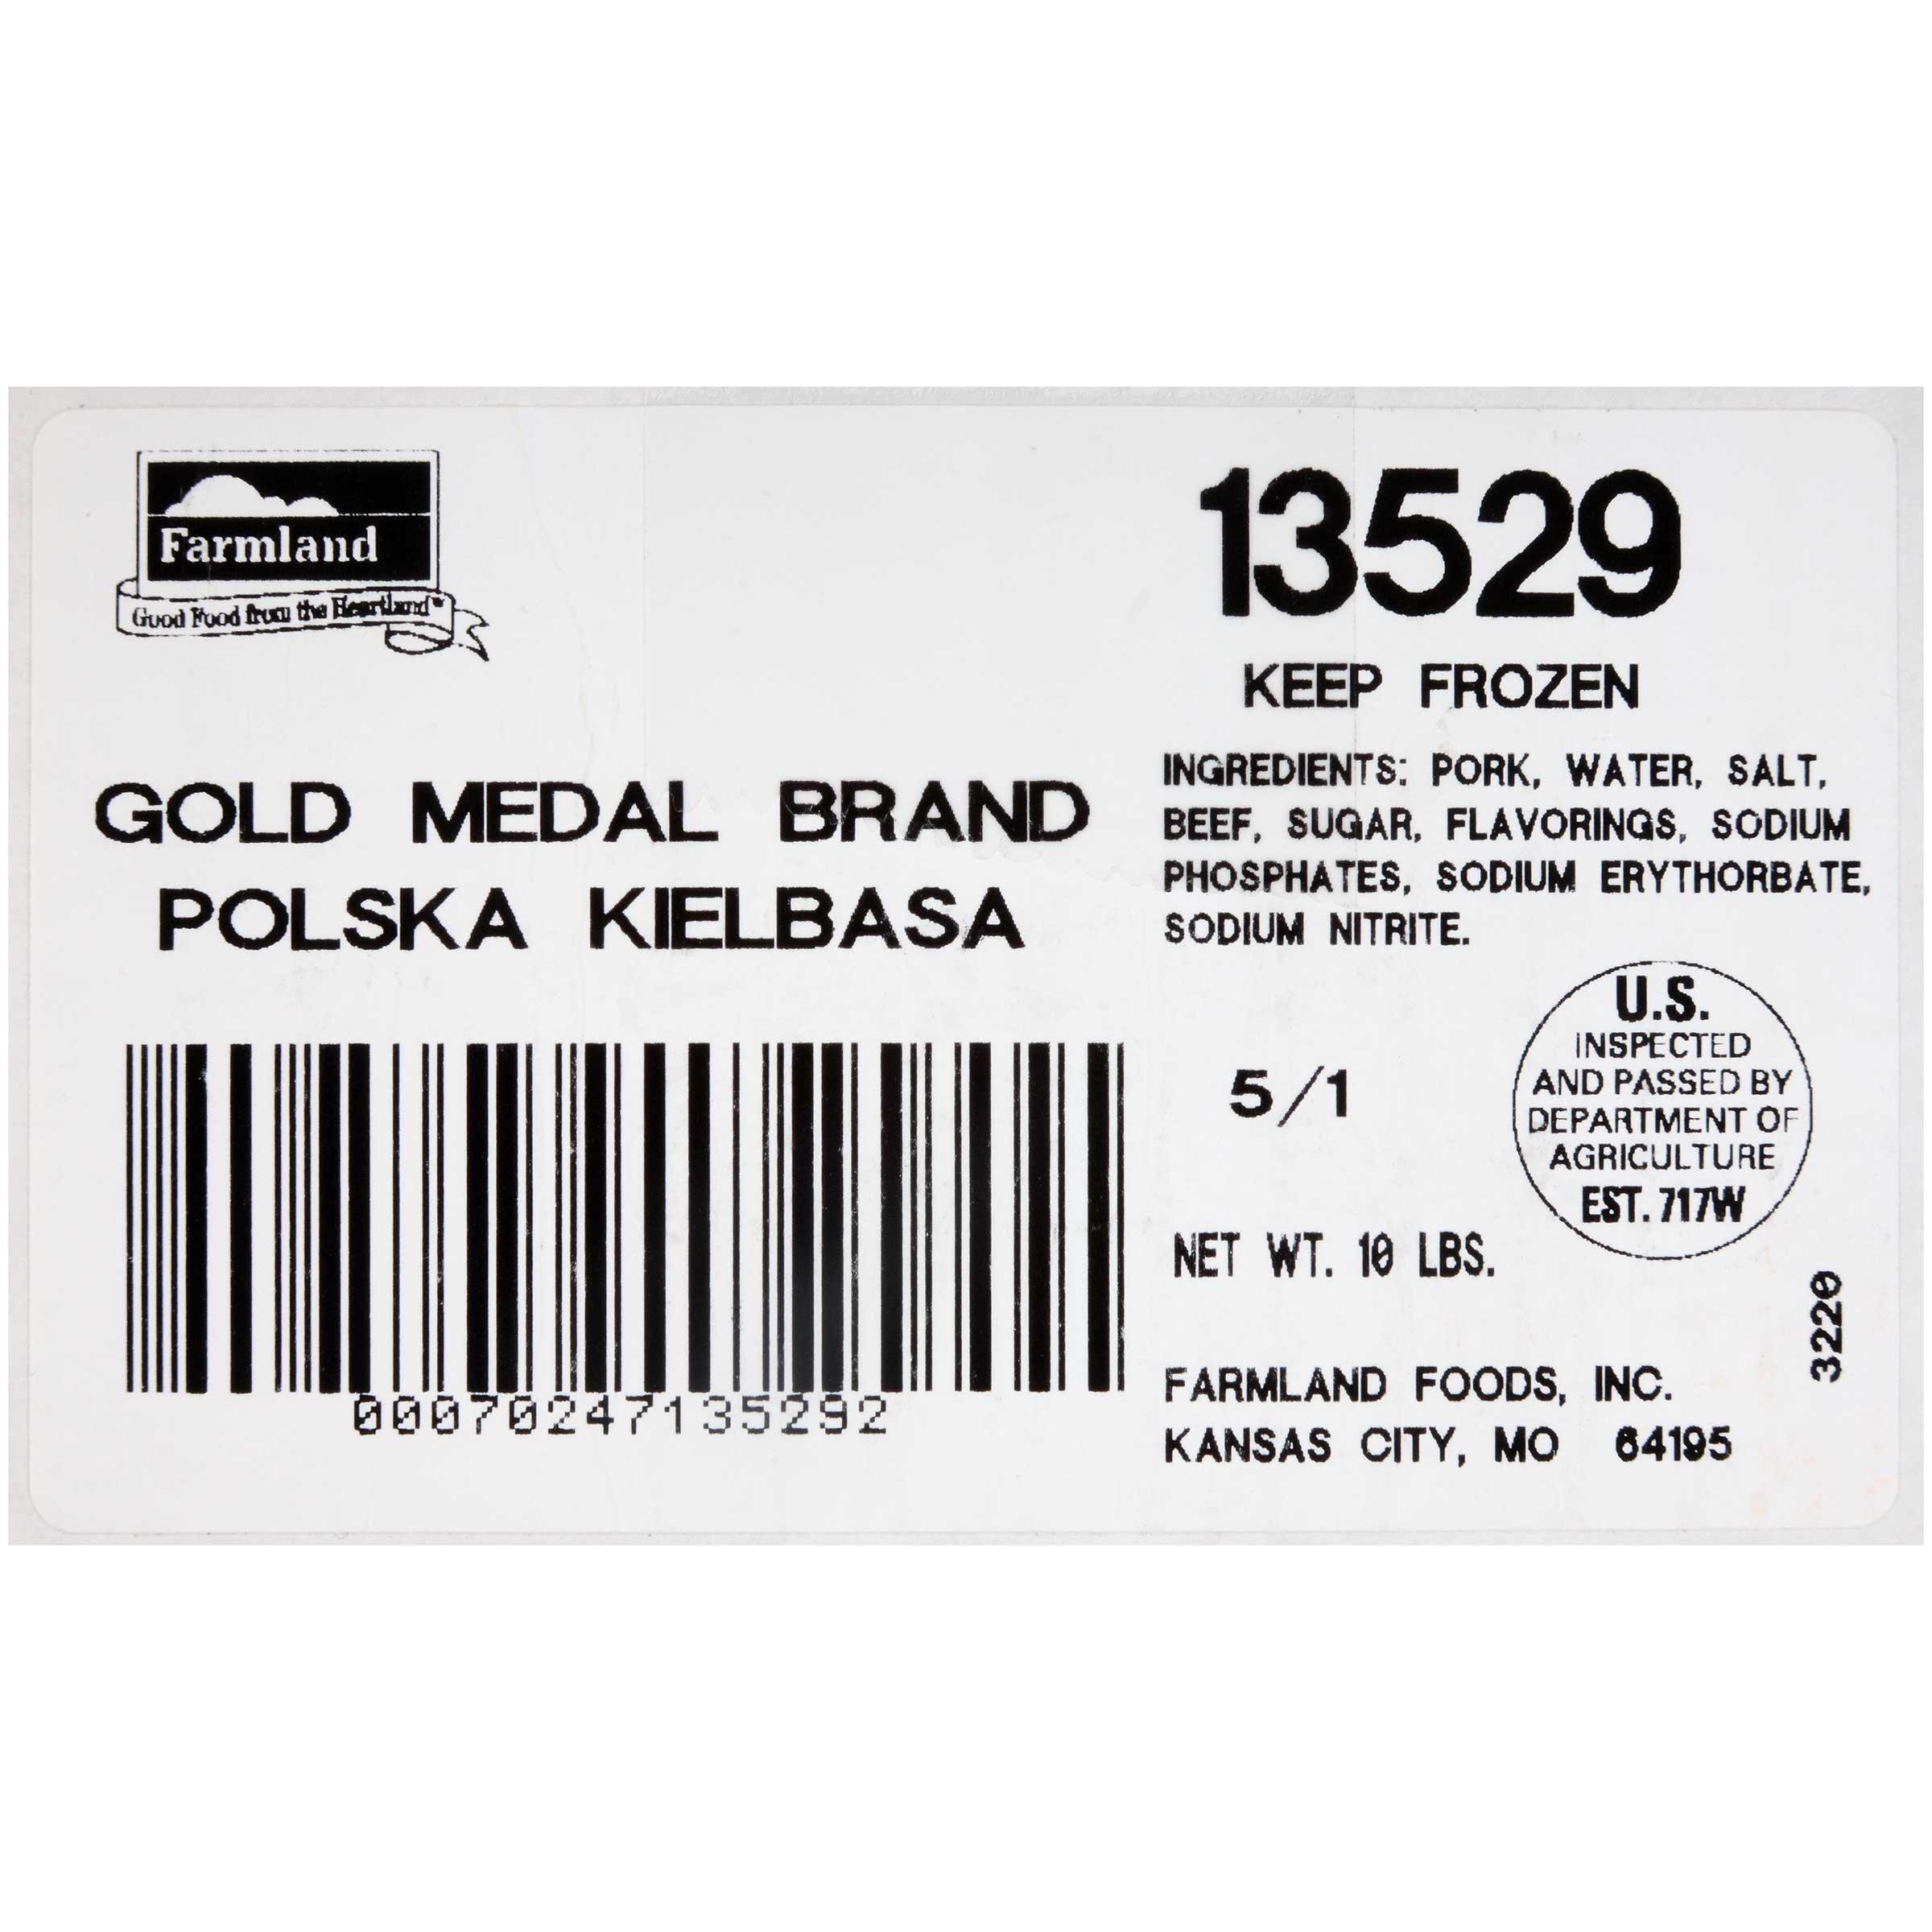 Farmland
Good Food from the Heartland™
13529
KEEP FROZEN
GOLD MEDAL BRAND
POLSKA KIELBASA
INGREDIENTS: PORK, WATER, SALT,
BEEF, SUGAR, FLAVORINGS, SODIUM
PHOSPHATES, SODIUM ERYTHORBATE,
SODIUM NITRITE.
U.S.
INSPECTED
AND PASSED BY
DEPARTMENT OF
AGRICULTURE
EST. 717W
5/1
NET WT. 10 LBS.
3220
00070247135292
FARMLAND FOODS, INC.
KANSAS CITY, MO 64195